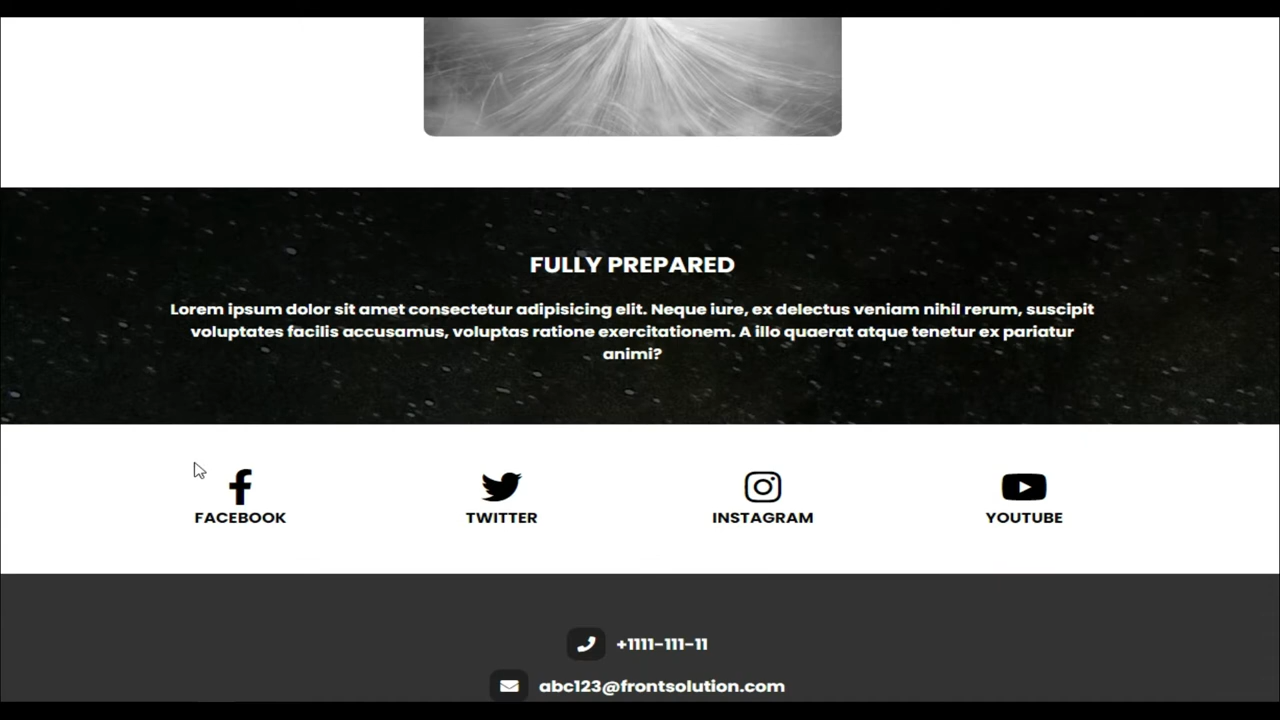 FULLY PREPARED
Lorem ipsum dolor sit amet consectetur adipisicing elit. Neque iure, ex delectus veniam nihil rerum, suscipit
voluptates facilis accusamus, voluptas ratione exercitationem. A illo quaerat atque tenetur ex pariatur
animi?
FACEBOOK
TWITTER
INSTAGRAM
YOUTUBE
+1111-111-11
abc123@frontsolution.com